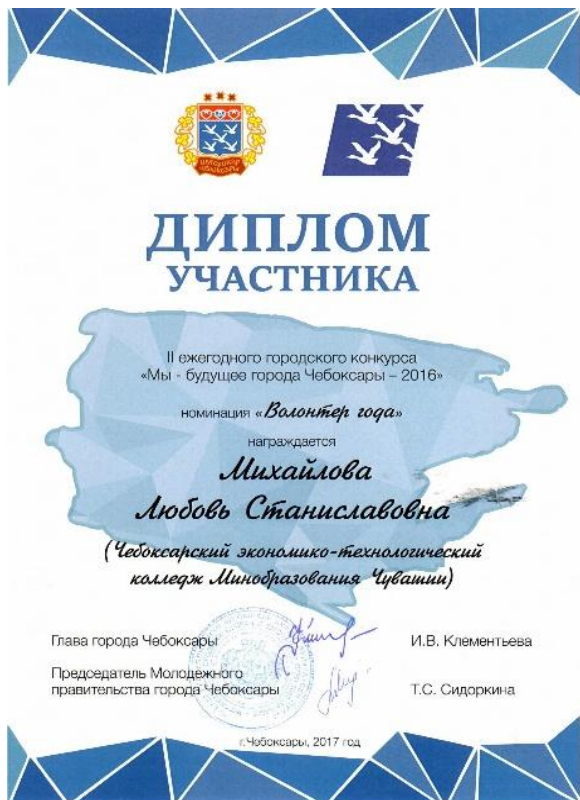 ДИПЛОМ
УЧАСТНИКА
II ежегодного городского конкурса
«Мы - будущее города Чебоксары – 2016»
номинация «Волонтер года»
награждается
Михайлова
Любовь Станиславовна
(Чебоксарский экономико-технологический
колледж Минобразования Чувашии)
Глава города Чебоксары
И.В. Клементьева
Председатель Молодежного
правительства города Чебоксары
Т.С. Сидоркина
г.Чебоксары, 2017 год